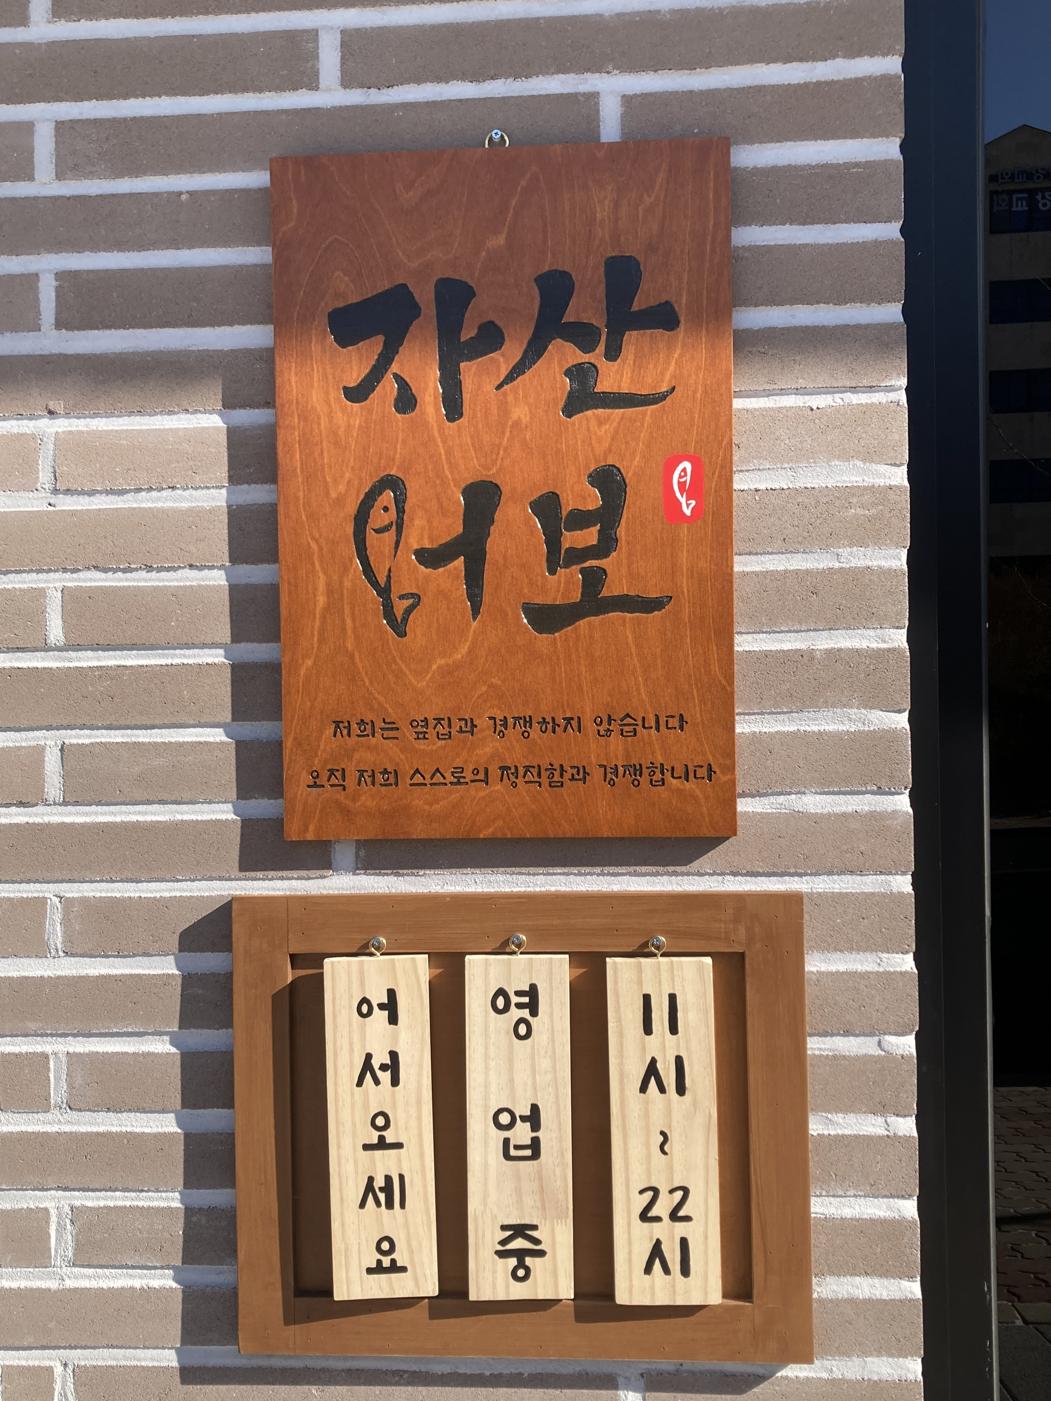 자산
어보
저희는 옆집과 경쟁하지 않습니다
오직 저희 스스로의 정직함과 경쟁합니다
어서오세요
영업중
11시~22시